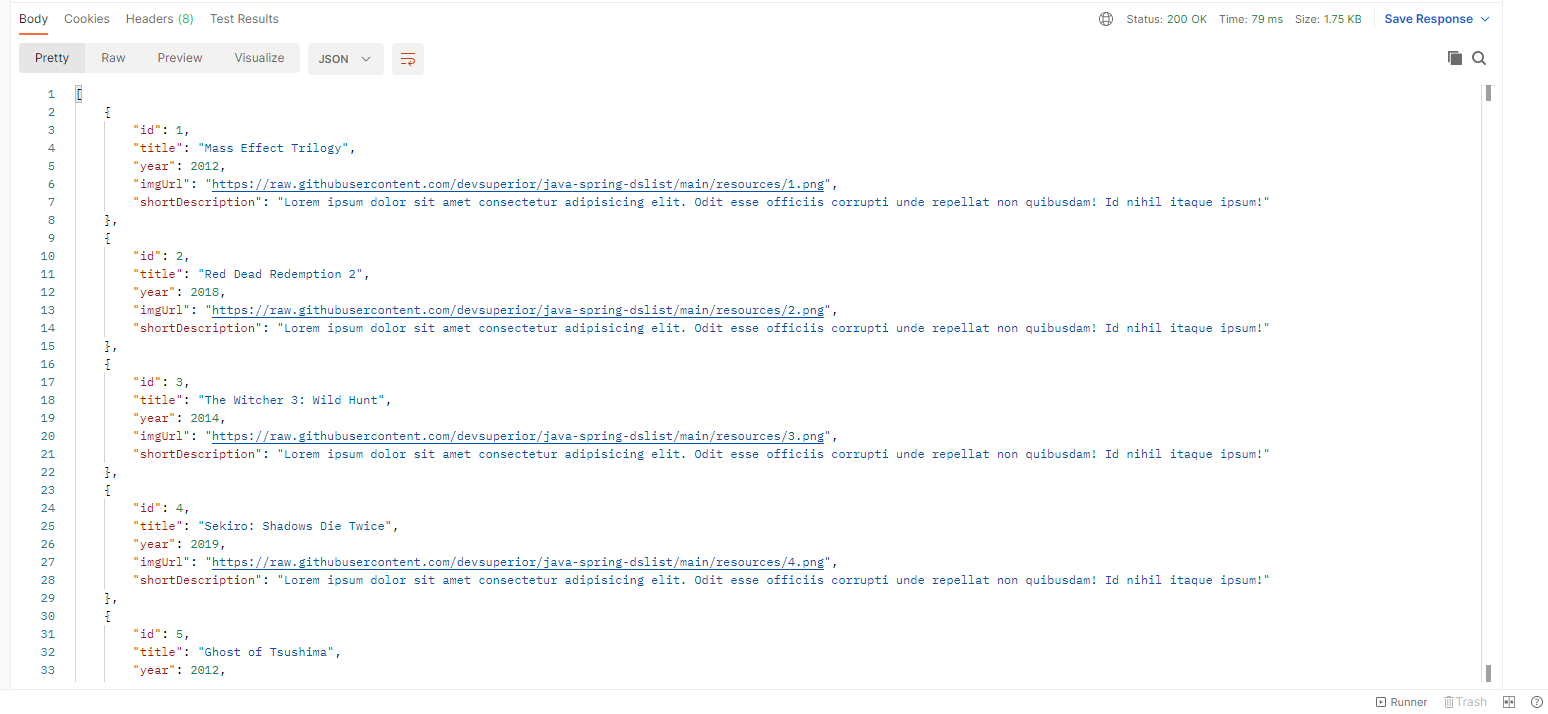 Body Cookies Headers (8) Test Results Status: 200 OK Time: 79 ms Size: 1.75 KB Save Response
Pretty Raw Preview Visualize JSON
1 [
2 {
3 "id": 1,
4 "title": "Mass Effect Trilogy",
5 "year": 2012,
6 "imgUrl": "https://raw.githubusercontent.com/devsuperior/java-spring-dslist/main/resources/1.png",
7 "shortDescription": "Lorem ipsum dolor sit amet consectetur adipisicing elit. Odit esse officiis corrupti unde repellat non quibusdam! Id nihil itaque ipsum!"
8 },
9 {
10 "id": 2,
11 "title": "Red Dead Redemption 2",
12 "year": 2018,
13 "imgUrl": "https://raw.githubusercontent.com/devsuperior/java-spring-dslist/main/resources/2.png",
14 "shortDescription": "Lorem ipsum dolor sit amet consectetur adipisicing elit. Odit esse officiis corrupti unde repellat non quibusdam! Id nihil itaque ipsum!"
15 },
16 {
17 "id": 3,
18 "title": "The Witcher 3: Wild Hunt",
19 "year": 2014,
20 "imgUrl": "https://raw.githubusercontent.com/devsuperior/java-spring-dslist/main/resources/3.png",
21 "shortDescription": "Lorem ipsum dolor sit amet consectetur adipisicing elit. Odit esse officiis corrupti unde repellat non quibusdam! Id nihil itaque ipsum!"
22 },
23 {
24 "id": 4,
25 "title": "Sekiro: Shadows Die Twice",
26 "year": 2019,
27 "imgUrl": "https://raw.githubusercontent.com/devsuperior/java-spring-dslist/main/resources/4.png",
28 "shortDescription": "Lorem ipsum dolor sit amet consectetur adipisicing elit. Odit esse officiis corrupti unde repellat non quibusdam! Id nihil itaque ipsum!"
29 },
30 {
31 "id": 5,
32 "title": "Ghost of Tsushima",
33 "year": 2012,
Runner Trash